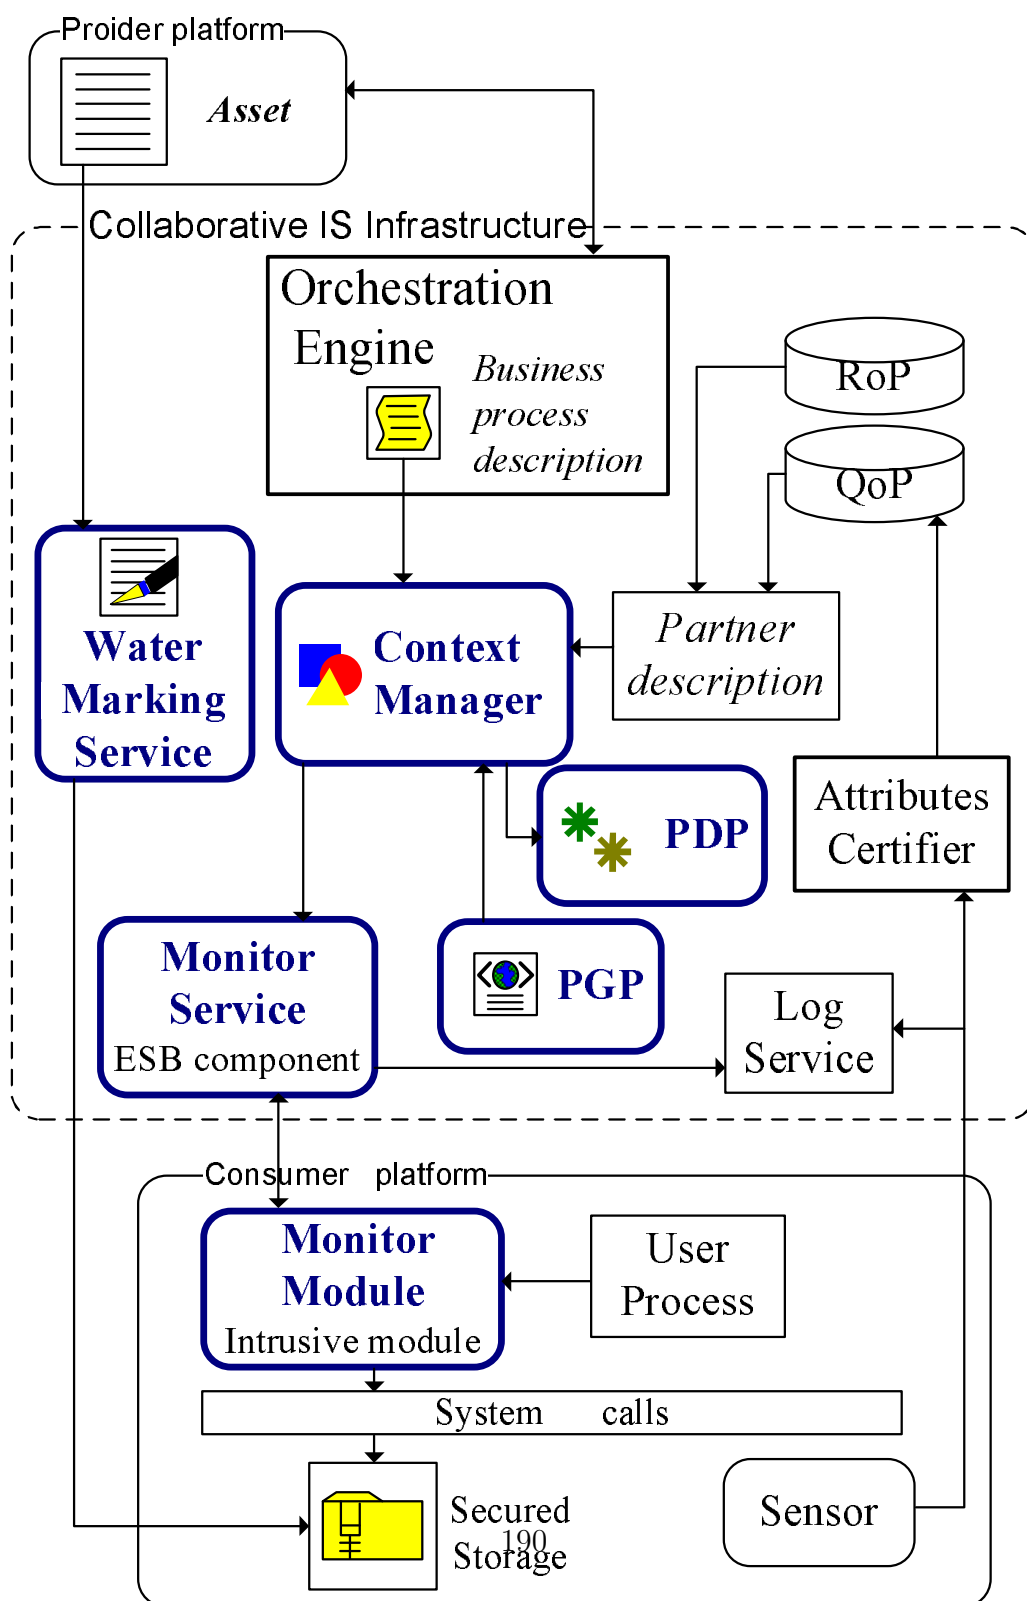 Proider platform
Asset
Collaborative IS Infrastructure
Orchestration
Engine
Business
process
description
RoP
QoP
Water
Marking
Service
Context
Manager
Partner
description
PDP
Attributes
Certifier
Monitor
Service
ESB component
PGP
Log
Service
Consumer platform
Monitor
Module
Intrusive module
User
Process
System calls
Secured
Storage
190
Sensor